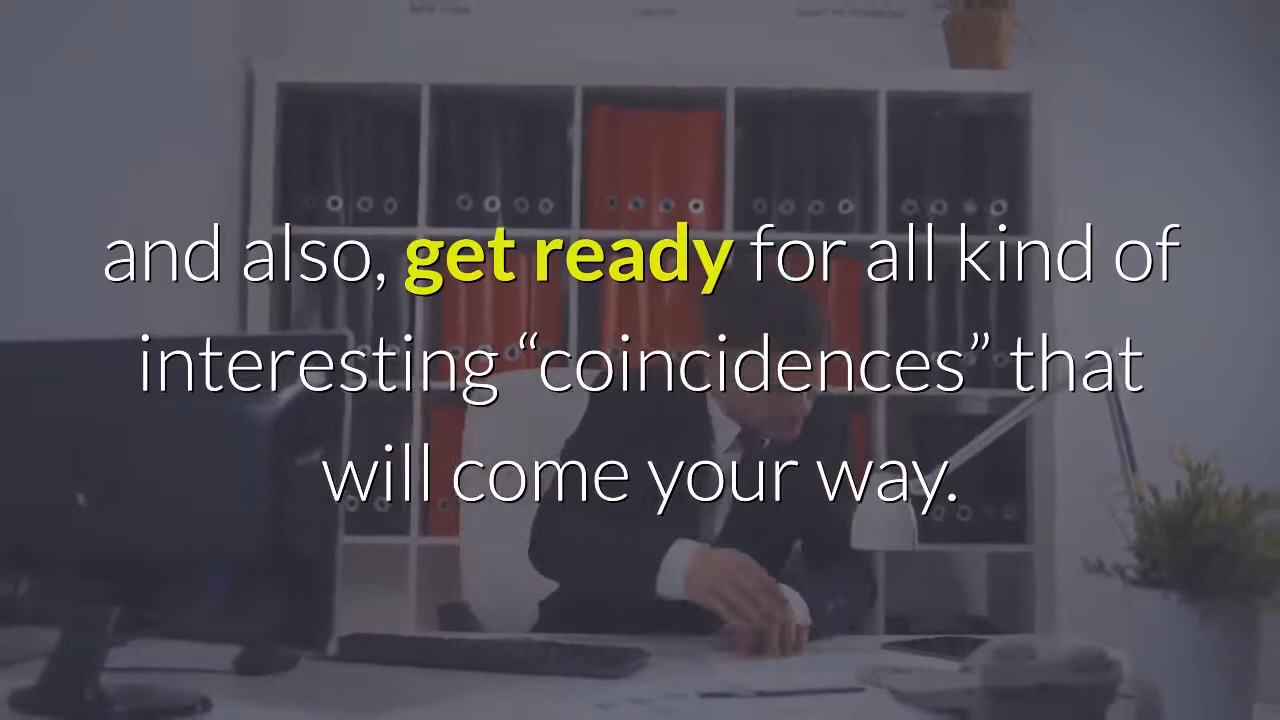 and also, get ready for all kind of
interesting “coincidences” that
will come your way.